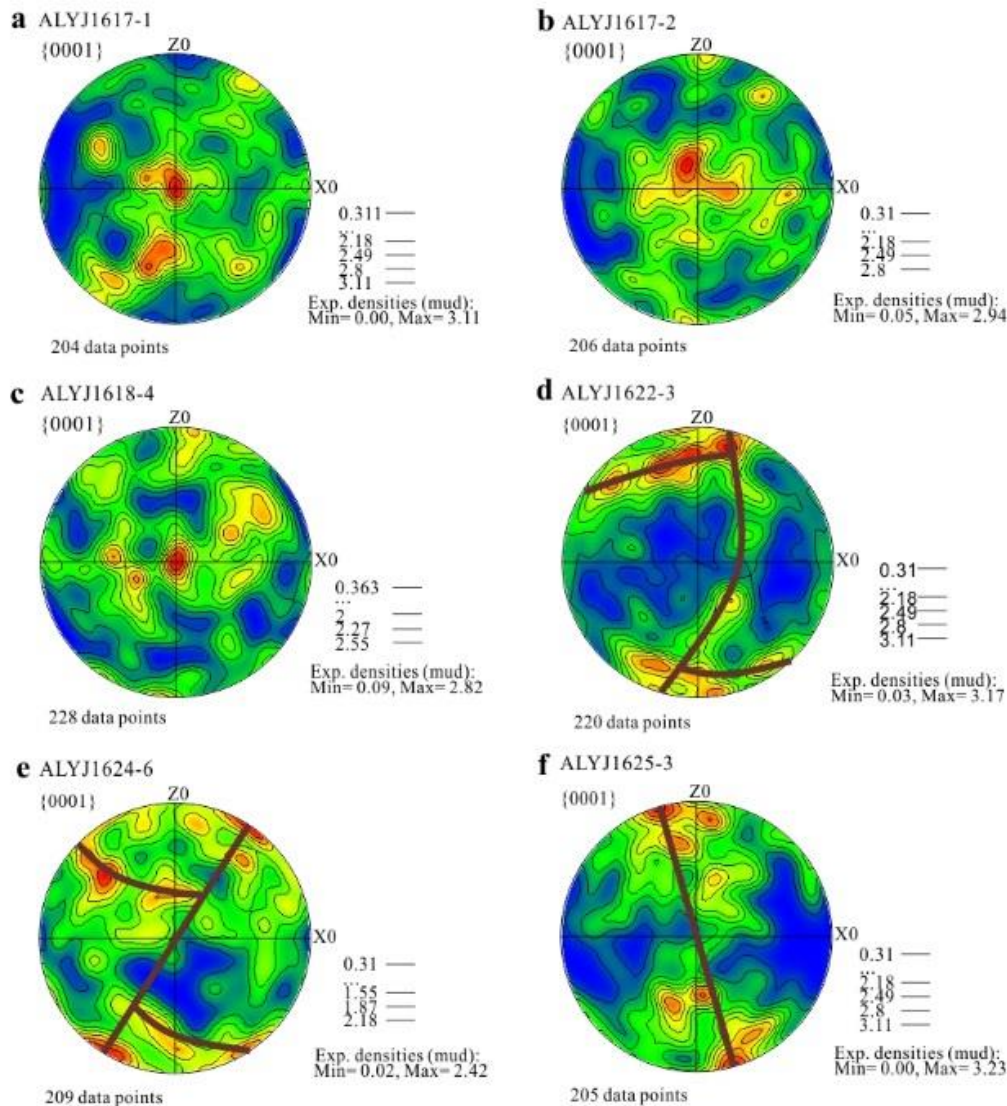 a ALYJ1617-1
{0001}
Z0
X0
0.311
...
2.18
2.49
2.8
3.11
Exp. densities (mud):
Min= 0.00, Max= 3.11
204 data points
b ALYJ1617-2
{0001}
Z0
X0
0.31
...
2.18
2.49
2.8
Exp. densities (mud):
Min= 0.05, Max= 2.94
206 data points
c ALYJ1618-4
{0001}
Z0
X0
0.363
...
2
2.27
2.55
Exp. densities (mud):
Min= 0.09, Max= 2.82
228 data points
d ALYJ1622-3
{0001}
Z0
X0
0.31
...
2.18
2.49
2.8
3.11
Exp. densities (mud):
Min= 0.03, Max= 3.17
220 data points
e ALYJ1624-6
{0001}
Z0
X0
0.31
...
1.55
1.87
2.18
Exp. densities (mud):
Min= 0.02, Max= 2.42
209 data points
f ALYJ1625-3
{0001}
Z0
X0
0.31
...
2.18
2.49
2.8
3.11
Exp. densities (mud):
Min= 0.00, Max= 3.23
205 data points